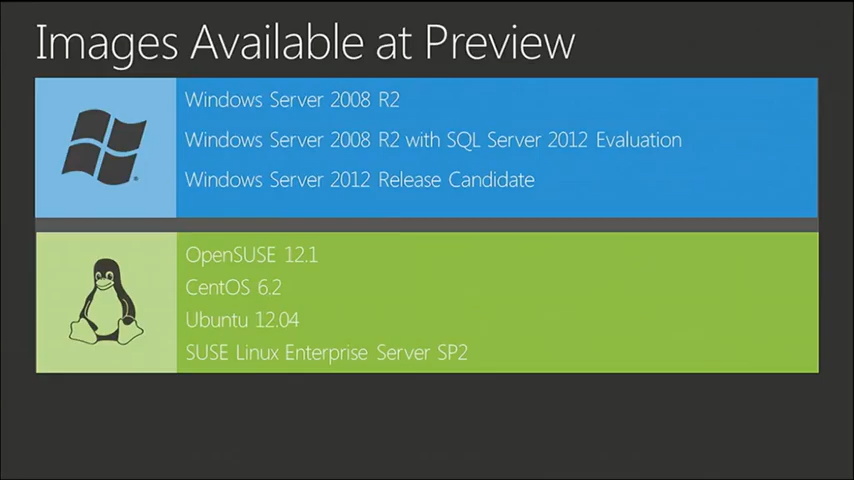 Images Available at Preview
Windows Server 2008 R2
Windows Server 2008 R2 with SQL Server 2012 Evaluation
Windows Server 2012 Release Candidate
OpenSUSE 12.1
CentOS 6.2
Ubuntu 12.04
SUSE Linux Enterprise Server SP2